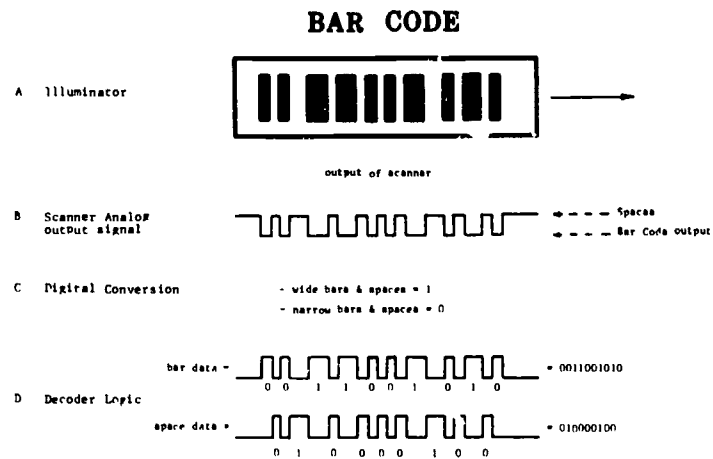 BAR CODE
A Illuminator
output of scanner
B Scanner Analog
output signal
Spaces
Bar Code output
C Digital Conversion
- wide bars & spaces = 1
- narrow bars & spaces = 0
bar data = = 0011001010
0 0 1 1 0 0 1 0 1 0
D Decoder Logic
space data = = 010000100
0 1 0 0 0 0 1 0 0